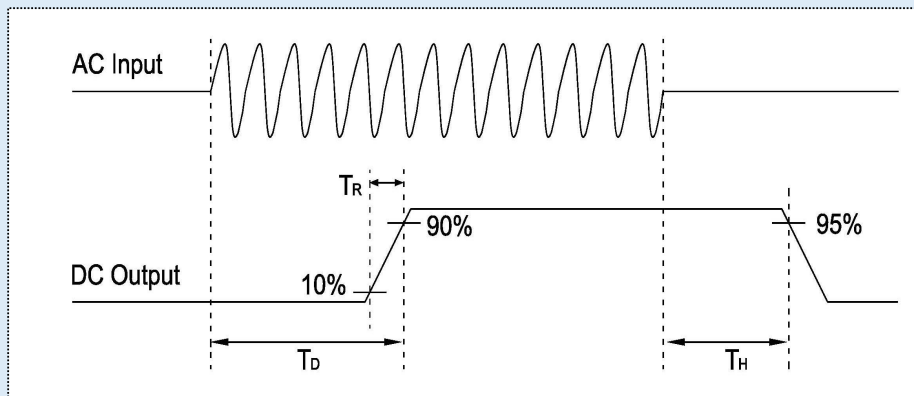 AC Input
TR
90%
95%
DC Output
10%
TD
TH